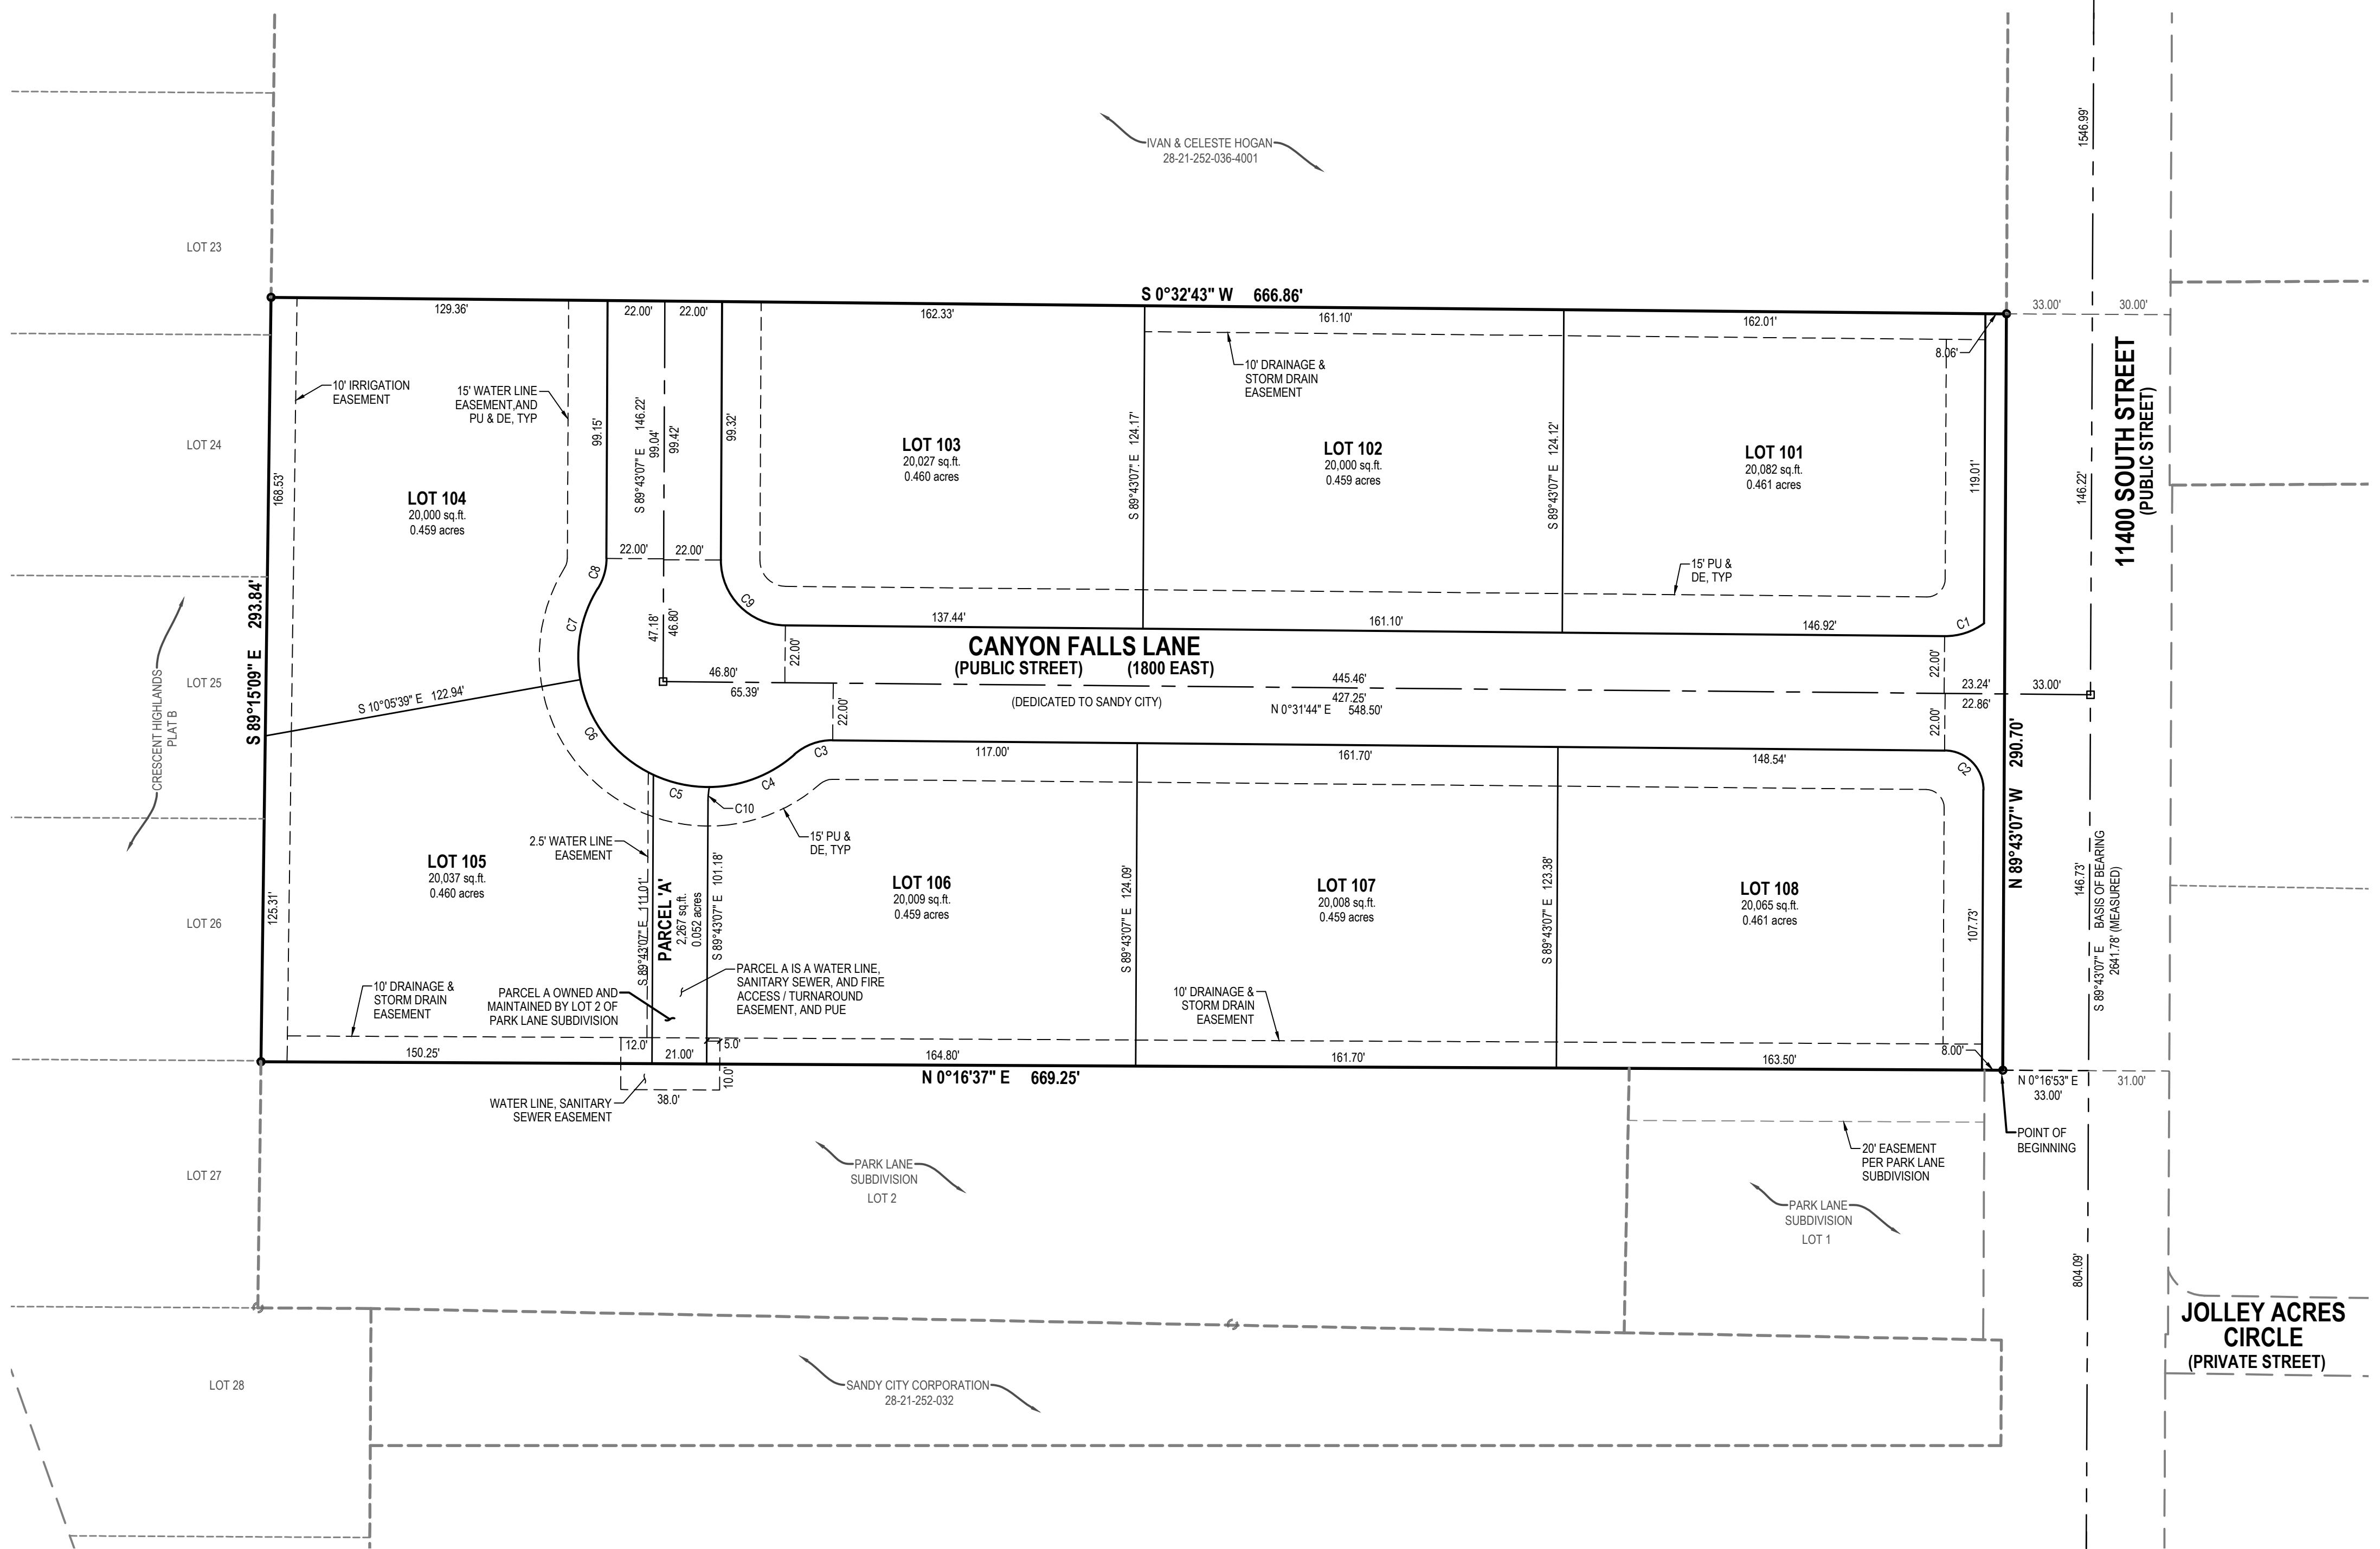 IVAN & CELESTE HOGAN
28-21-252-036-4001
1546.99'
LOT 23
LOT 24
LOT 25
LOT 26
LOT 27
LOT 28
CRESCENT HIGHLANDS
PLAT B
S 0°32'43" W 666.86'
129.36'
22.00'
22.00'
162.33'
161.10'
162.01'
8.06'
33.00'
30.00'
10' IRRIGATION
EASEMENT
15' WATER LINE
EASEMENT,AND
PU & DE, TYP
10' DRAINAGE &
STORM DRAIN
EASEMENT
168.53'
99.15'
S 89°43'07" E 146.22'
99.04'
99.42'
99.32'
S 89°43'07" E 124.17'
S 89°43'07" E 124.12'
119.01'
146.22'
11400 SOUTH STREET
(PUBLIC STREET)
LOT 104
20,000 sq.ft.
0.459 acres
LOT 103
20,027 sq.ft.
0.460 acres
LOT 102
20,000 sq.ft.
0.459 acres
LOT 101
20,082 sq.ft.
0.461 acres
22.00'
22.00'
C8
C9
C7
C6
15' PU &
DE, TYP
S 89°15'09" E 293.84'
S 10°05'39" E 122.94'
47.18'
46.80'
137.44'
161.10'
146.92'
C1
CANYON FALLS LANE
(PUBLIC STREET) (1800 EAST)
22.00'
22.00'
46.80'
65.39'
445.46'
427.25'
(DEDICATED TO SANDY CITY)
N 0°31'44" E 548.50'
23.24'
22.86'
33.00'
22.00'
22.00'
117.00'
161.70'
148.54'
C2
C3
C4
C5
C10
N 89°43'07" W 290.70'
15' PU &
DE, TYP
2.5' WATER LINE
EASEMENT
LOT 105
20,037 sq.ft.
0.460 acres
125.31'
S 89°43'07" E 111.01'
PARCEL 'A'
2,267 sq.ft.
0.052 acres
S 89°43'07" E 101.18'
LOT 106
20,009 sq.ft.
0.459 acres
S 89°43'07" E 124.09'
LOT 107
20,008 sq.ft.
0.459 acres
S 89°43'07" E 123.38'
LOT 108
20,065 sq.ft.
0.461 acres
107.73'
146.73'
S 89°43'07" E BASIS OF BEARING
2641.78' (MEASURED)
10' DRAINAGE &
STORM DRAIN
EASEMENT
PARCEL A OWNED AND
MAINTAINED BY LOT 2 OF
PARK LANE SUBDIVISION
PARCEL A IS A WATER LINE,
SANITARY SEWER, AND FIRE
ACCESS / TURNAROUND
EASEMENT, AND PUE
10' DRAINAGE &
STORM DRAIN
EASEMENT
150.25'
12.0'
21.00'
5.0'
164.80'
161.70'
163.50'
8.00'
10.0'
38.0'
N 0°16'37" E 669.25'
N 0°16'53" E
33.00'
31.00'
WATER LINE, SANITARY
SEWER EASEMENT
POINT OF
BEGINNING
20' EASEMENT
PER PARK LANE
SUBDIVISION
PARK LANE
SUBDIVISION
LOT 2
PARK LANE
SUBDIVISION
LOT 1
804.09'
JOLLEY ACRES
CIRCLE
(PRIVATE STREET)
SANDY CITY CORPORATION
28-21-252-032